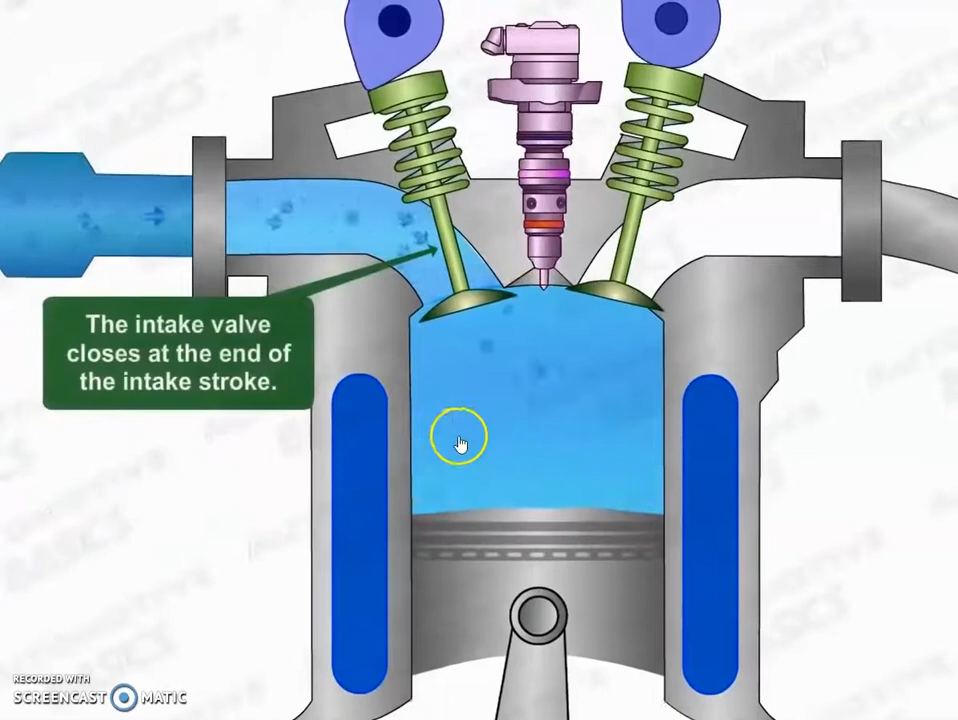 The intake valve
closes at the end of
the intake stroke.
RECORDED WITH
SCREENCAST MATIC